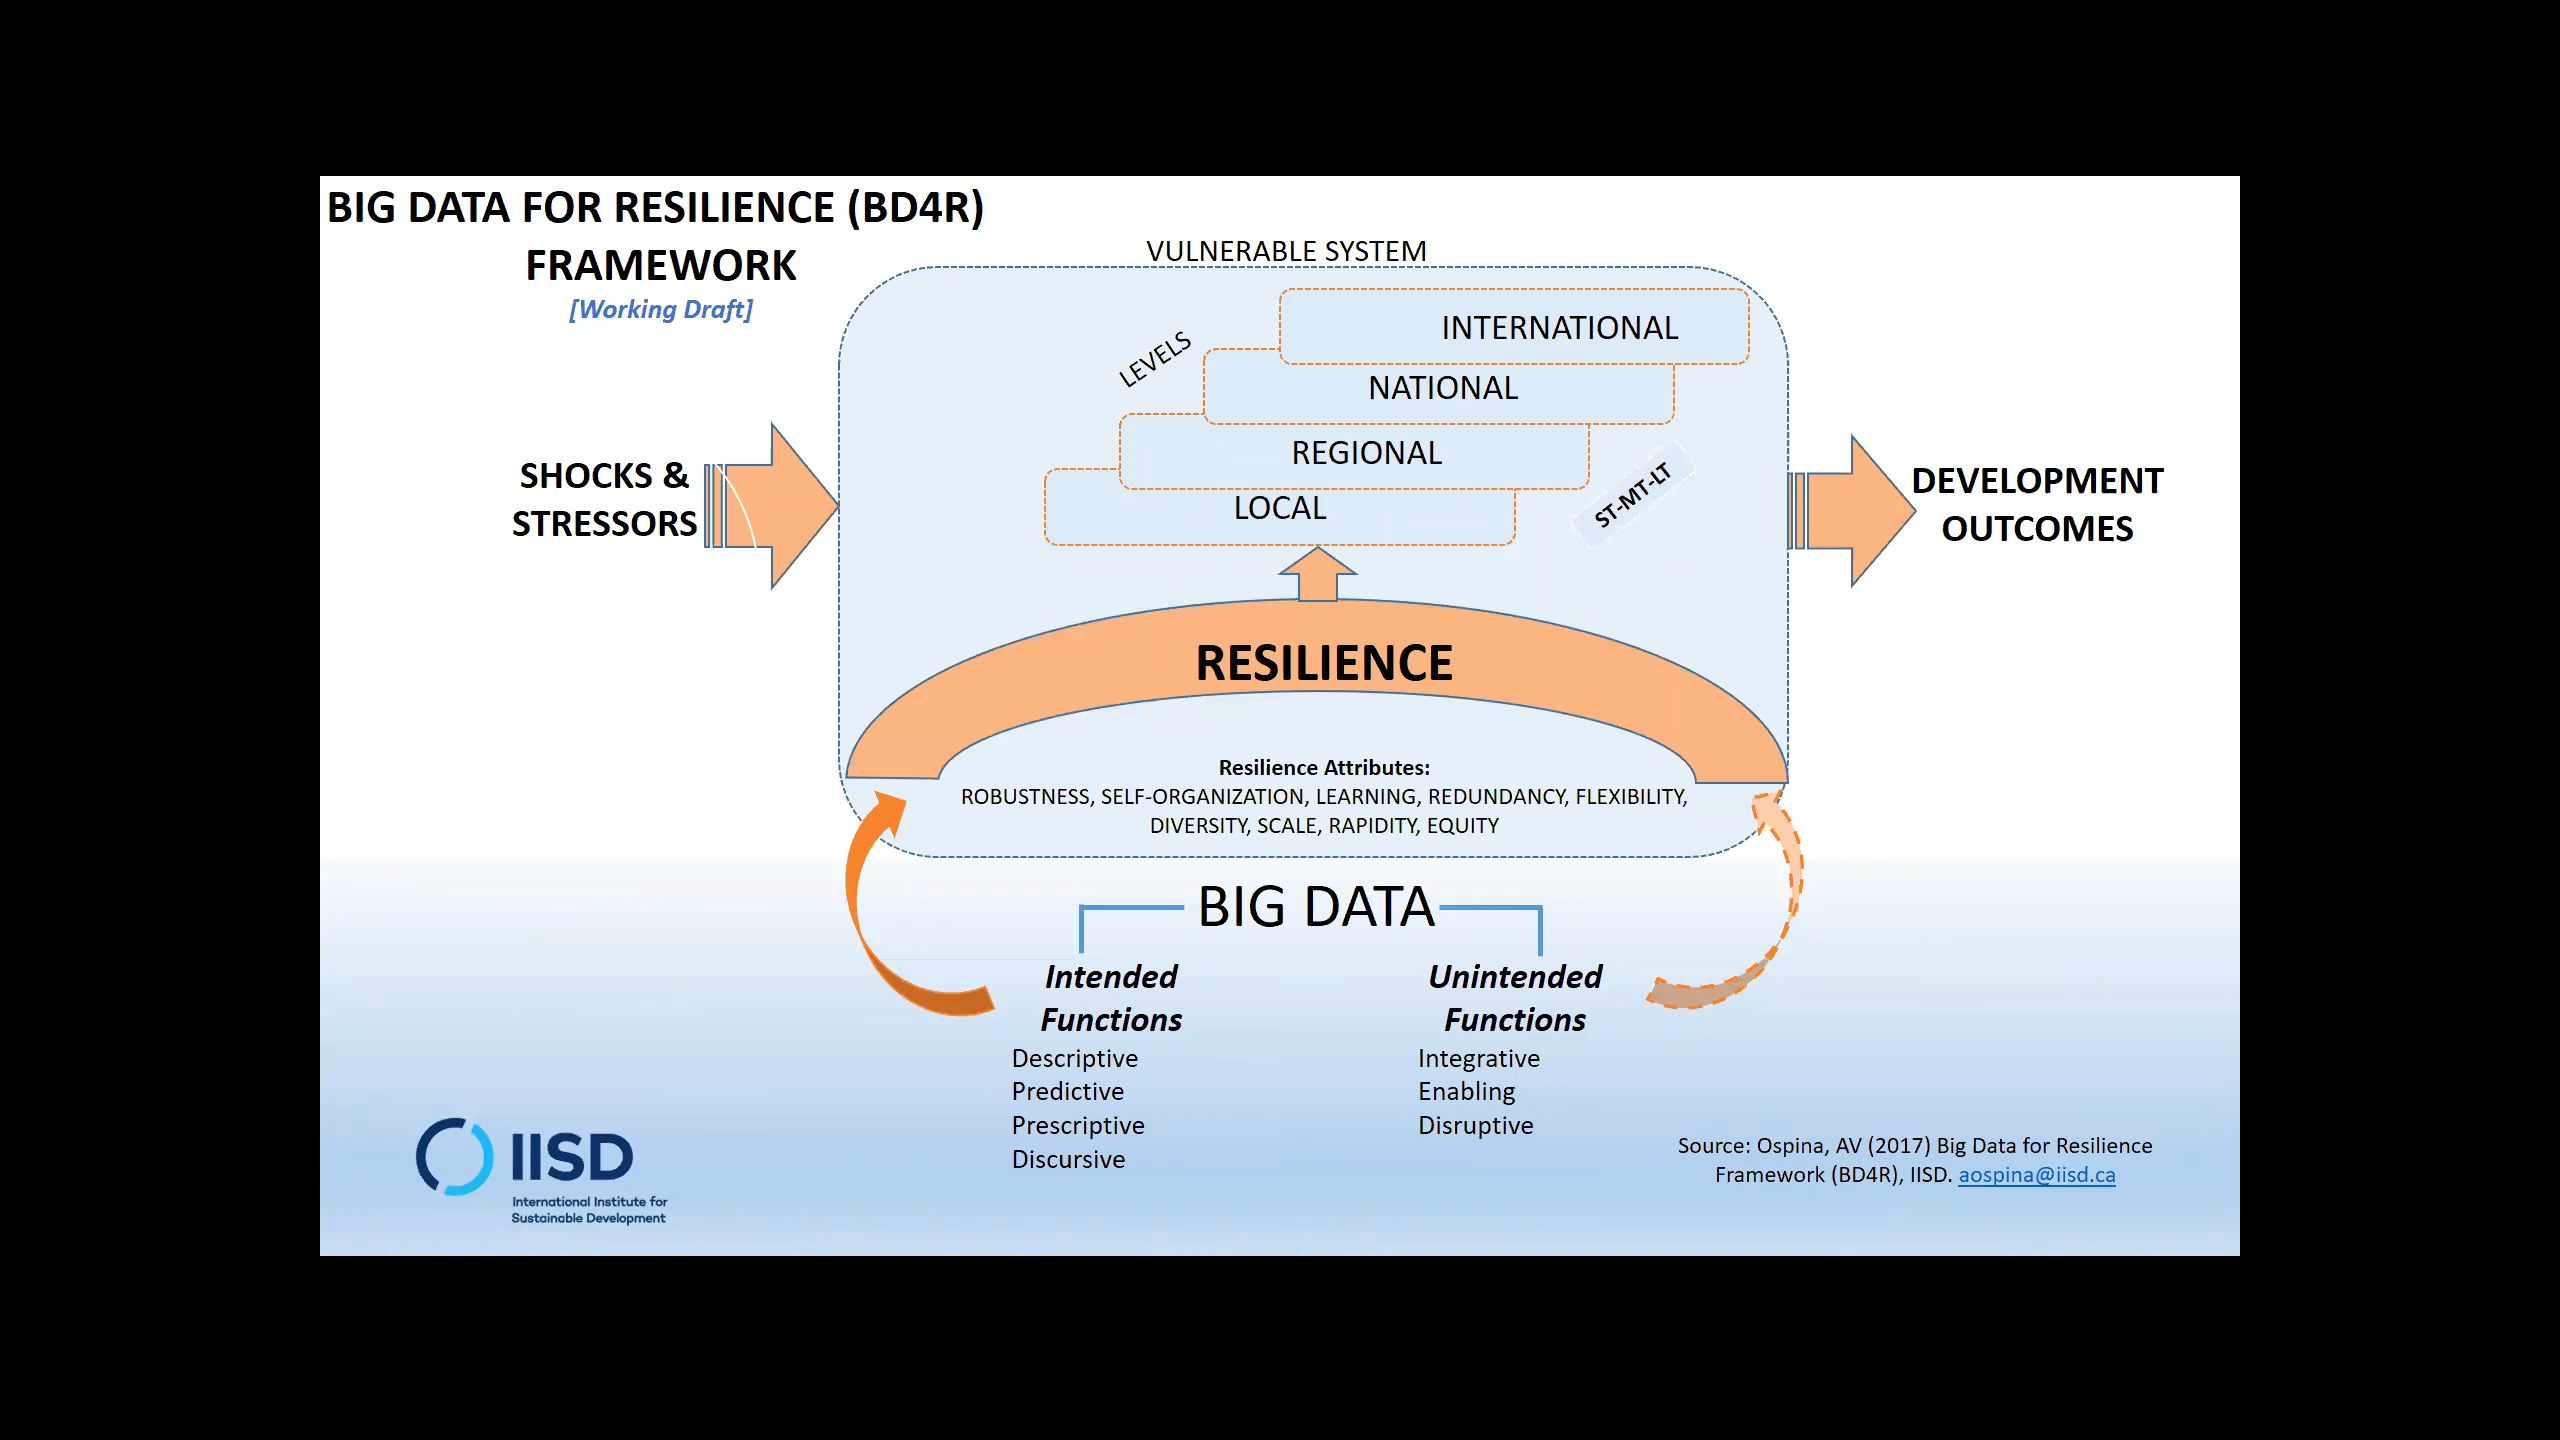 BIG DATA FOR RESILIENCE (BD4R)
FRAMEWORK
[Working Draft]
VULNERABLE SYSTEM
LEVELS
INTERNATIONAL
NATIONAL
REGIONAL
LOCAL
ST-MT-LT
SHOCKS &
STRESSORS
DEVELOPMENT
OUTCOMES
RESILIENCE
Resilience Attributes:
ROBUSTNESS, SELF-ORGANIZATION, LEARNING, REDUNDANCY, FLEXIBILITY,
DIVERSITY, SCALE, RAPIDITY, EQUITY
BIG DATA
Intended
Functions
Descriptive
Predictive
Prescriptive
Discursive
Unintended
Functions
Integrative
Enabling
Disruptive
IISD
International Institute for
Sustainable Development
Source: Ospina, AV (2017) Big Data for Resilience
Framework (BD4R), IISD. aospina@iisd.ca